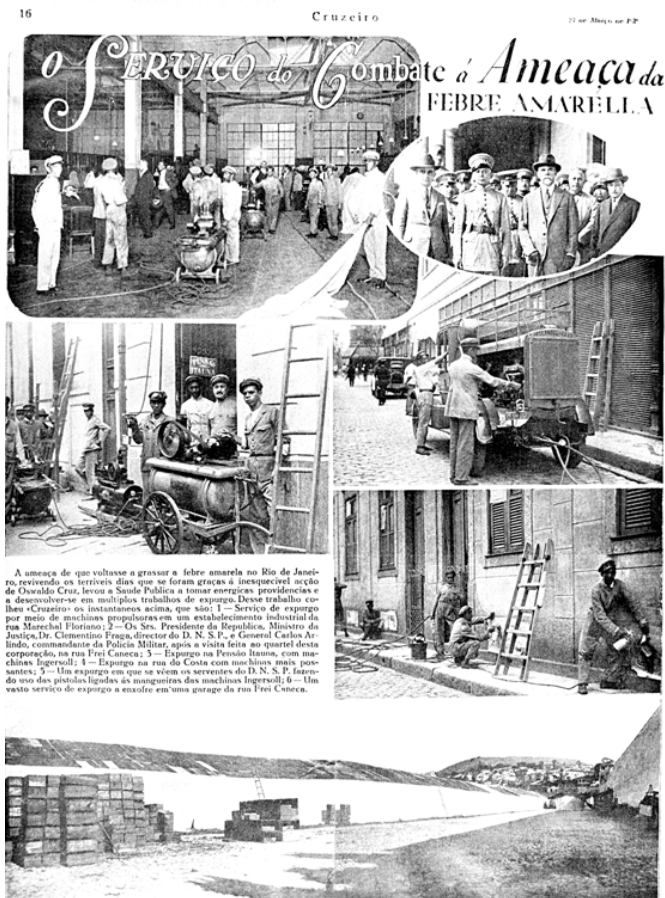 16
Cruzeiro
27 de Março de
O Serviço do Combate á Ameaça da
FEBRE AMARELLA
PENSÃO
ITAUNA
A ameaça de que voltasse a grassar a febre amarela no Rio de Janei-
ro, revivendo os terriveis dias que se foram graças á inesquecivel acção
de Oswaldo Cruz, levou a Saude Publica a tomar energicas providencias e
a desenvolver-se em multiplos trabalhos de expurgo. Desse trabalho co-
lheu «Cruzeiro» os instantaneos acima, que são: 1 — Serviço de expurgo
por meio de machinas propulsoras em um estabelecimento industrial da
rua Marechal Floriano; 2 — Os Srs. Presidente da Republica, Ministro da
Justiça, Dr. Clementino Fraga, director do D. N. S. P., e General Carlos Ar-
lindo, commandante da Policia Militar, após a visita feita ao quartel desta
corporação, na rua Frei Caneca; 3 — Expurgo na Pensão Itauna, com ma-
chinas Ingersoll; 4 — Expurgo na rua do Costa com machinas mais pos-
santes; 5 — Um expurgo em que se vêem os serventes do D. N. S. P. fazen-
do uso das pistolas ligadas ás mangueiras das machinas Ingersoll; 6 — Um
vasto serviço de expurgo a enxofre em uma garage da rua Frei Caneca.